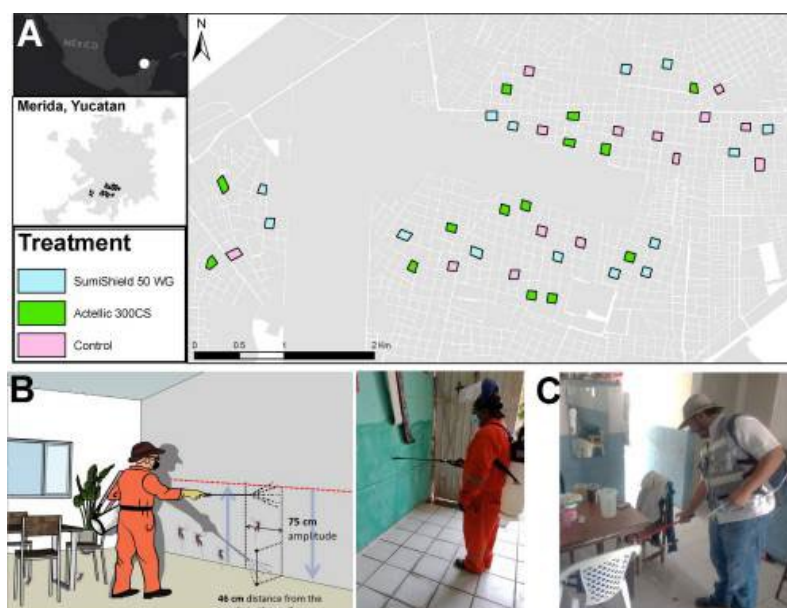 A
MEXICO
N
Merida, Yucatan
Treatment
SumiShield 50 WG
Actellic 300CS
Control
0 0.5 1 2 Km
B
75 cm
amplitude
46 cm distance from the
C